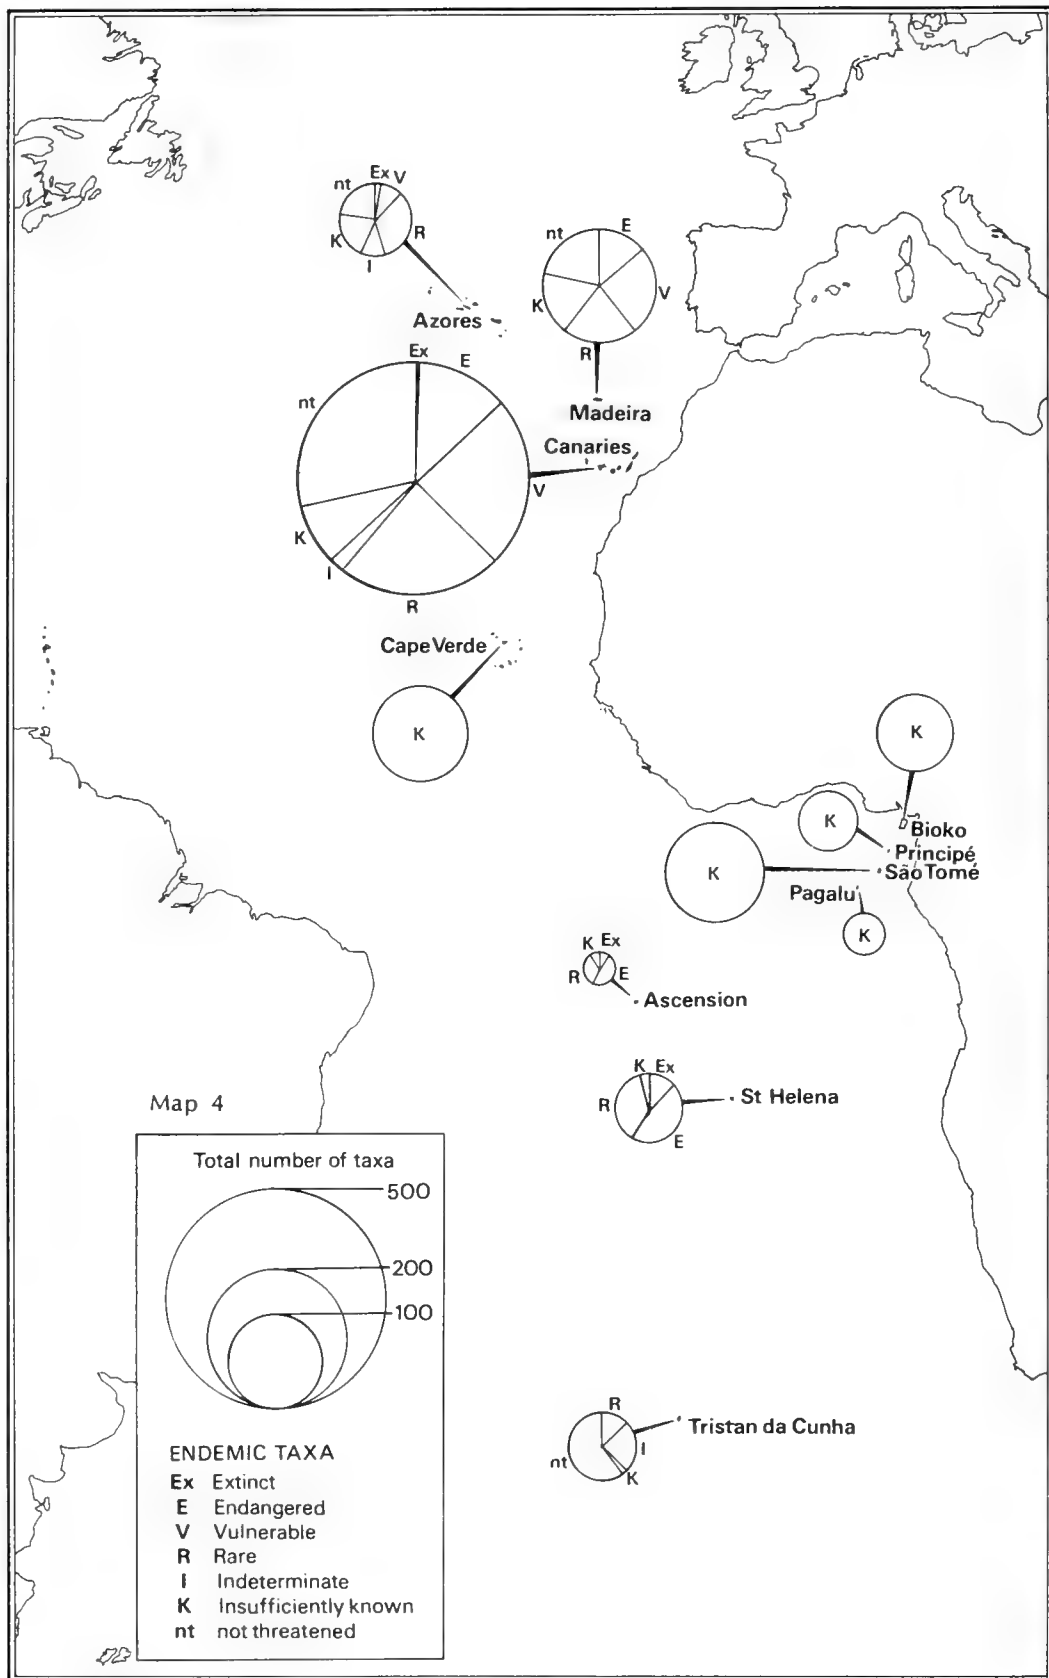 Ex V
nt
R
K
I
Azores
nt
E
V
K
R
Madeira
Ex
E
nt
Canaries
V
K
I
R
Cape Verde
K
K
Bioko
K
Principé
São Tomé
K
Pagalu
K
K Ex
R
E
Ascension
K Ex
R
E
St Helena
Map 4
Total number of taxa
500
200
100
ENDEMIC TAXA
Ex Extinct
E Endangered
V Vulnerable
R Rare
I Indeterminate
K Insufficiently known
nt not threatened
R
Tristan da Cunha
I
nt
K